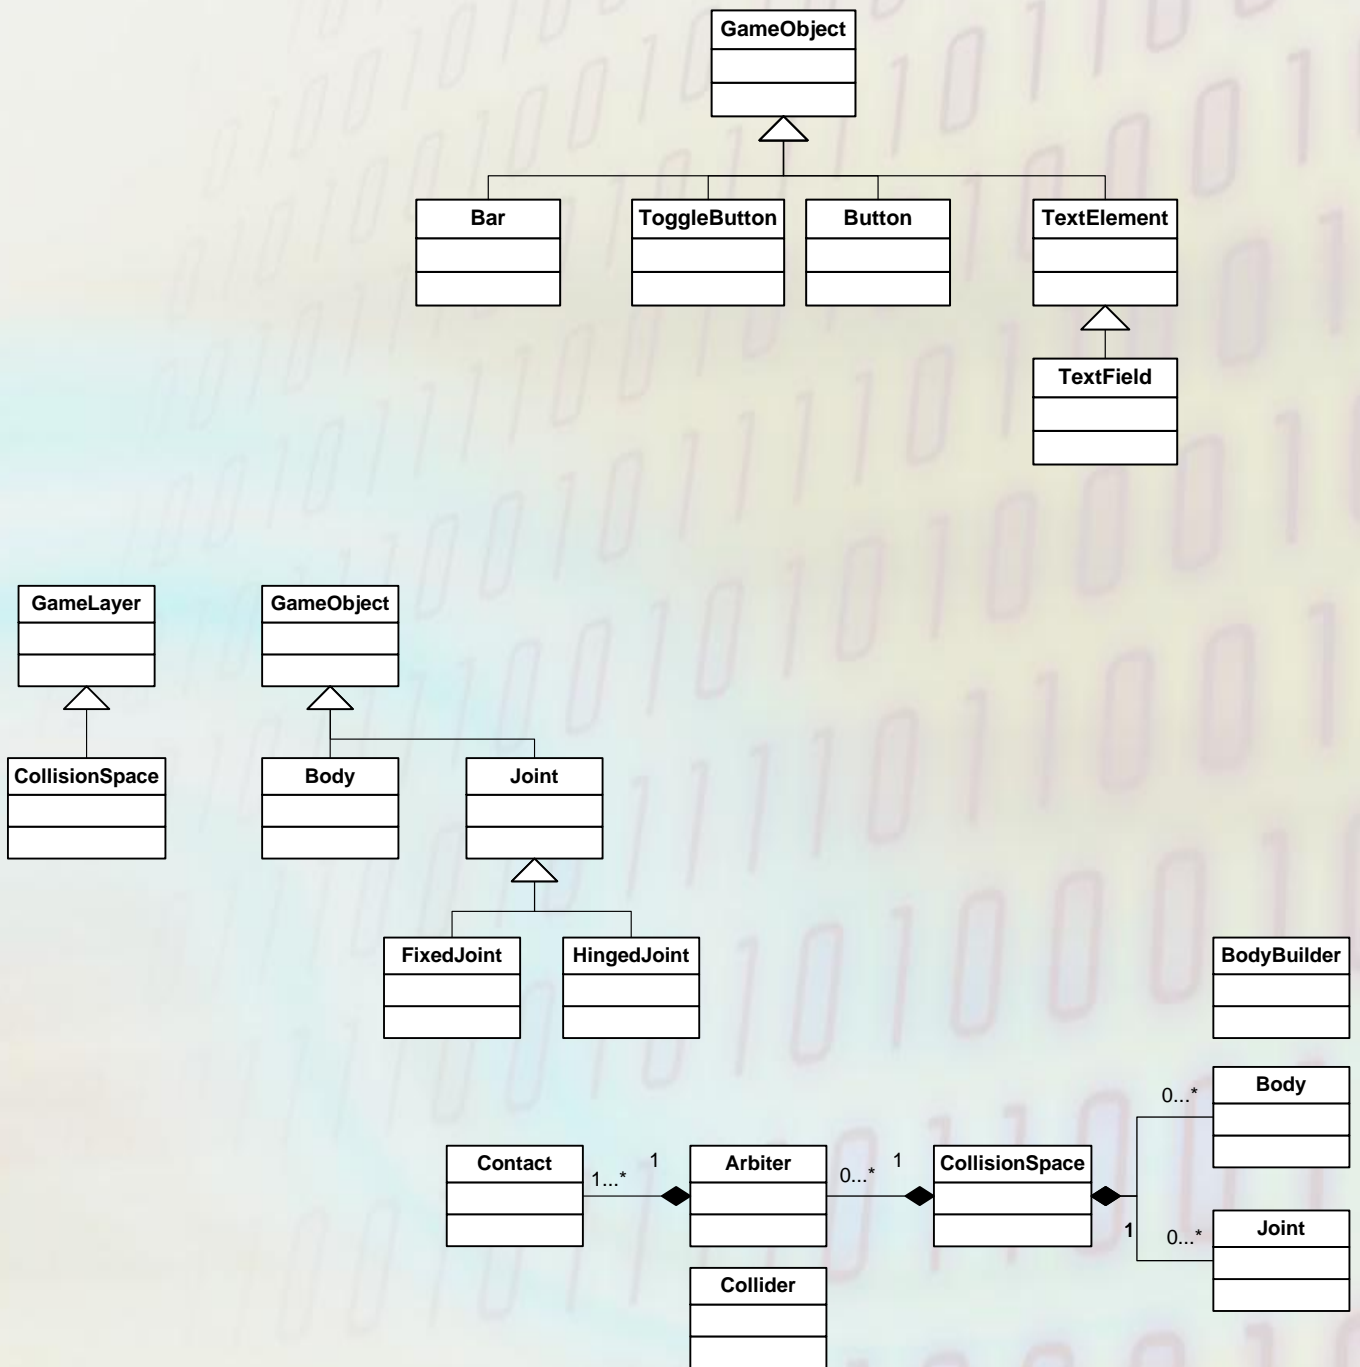 GameObject
Bar
ToggleButton
Button
TextElement
TextField
GameLayer
GameObject
CollisionSpace
Body
Joint
FixedJoint
HingedJoint
BodyBuilder
Body
0...*
Contact
1...*
1
Arbiter
0...*
1
CollisionSpace
1
0...*
Joint
Collider